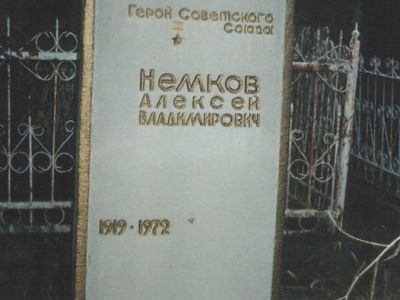 Герой Советского
Союза
Немков
Алексей
Владимирович
1919 · 1972